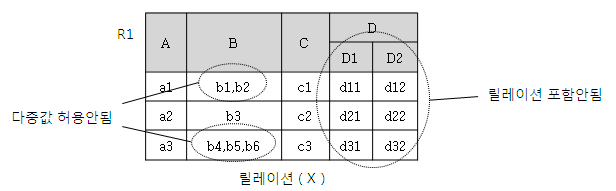 R1
A B C D
D1 D2
a1 b1,b2 c1 d11 d12
a2 b3 c2 d21 d22
a3 b4,b5,b6 c3 d31 d32
다중값 허용안됨
릴레이션 포함안됨
릴레이션 ( X )